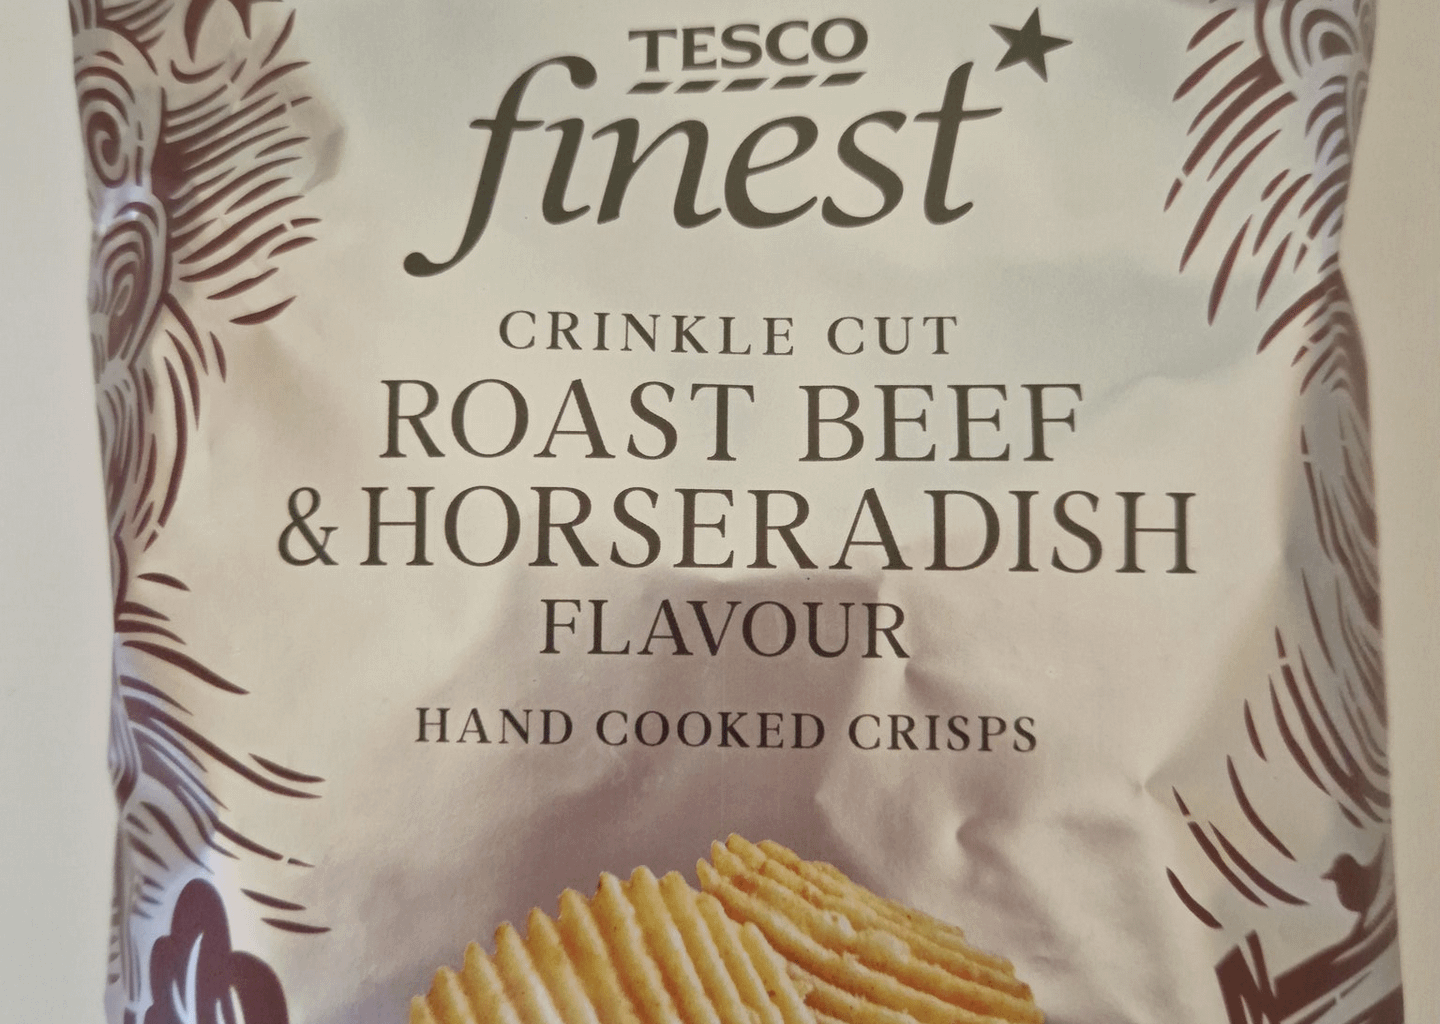 TESCO
finest
CRINKLE CUT
ROAST BEEF
& HORSERADISH
FLAVOUR
HAND COOKED CRISPS